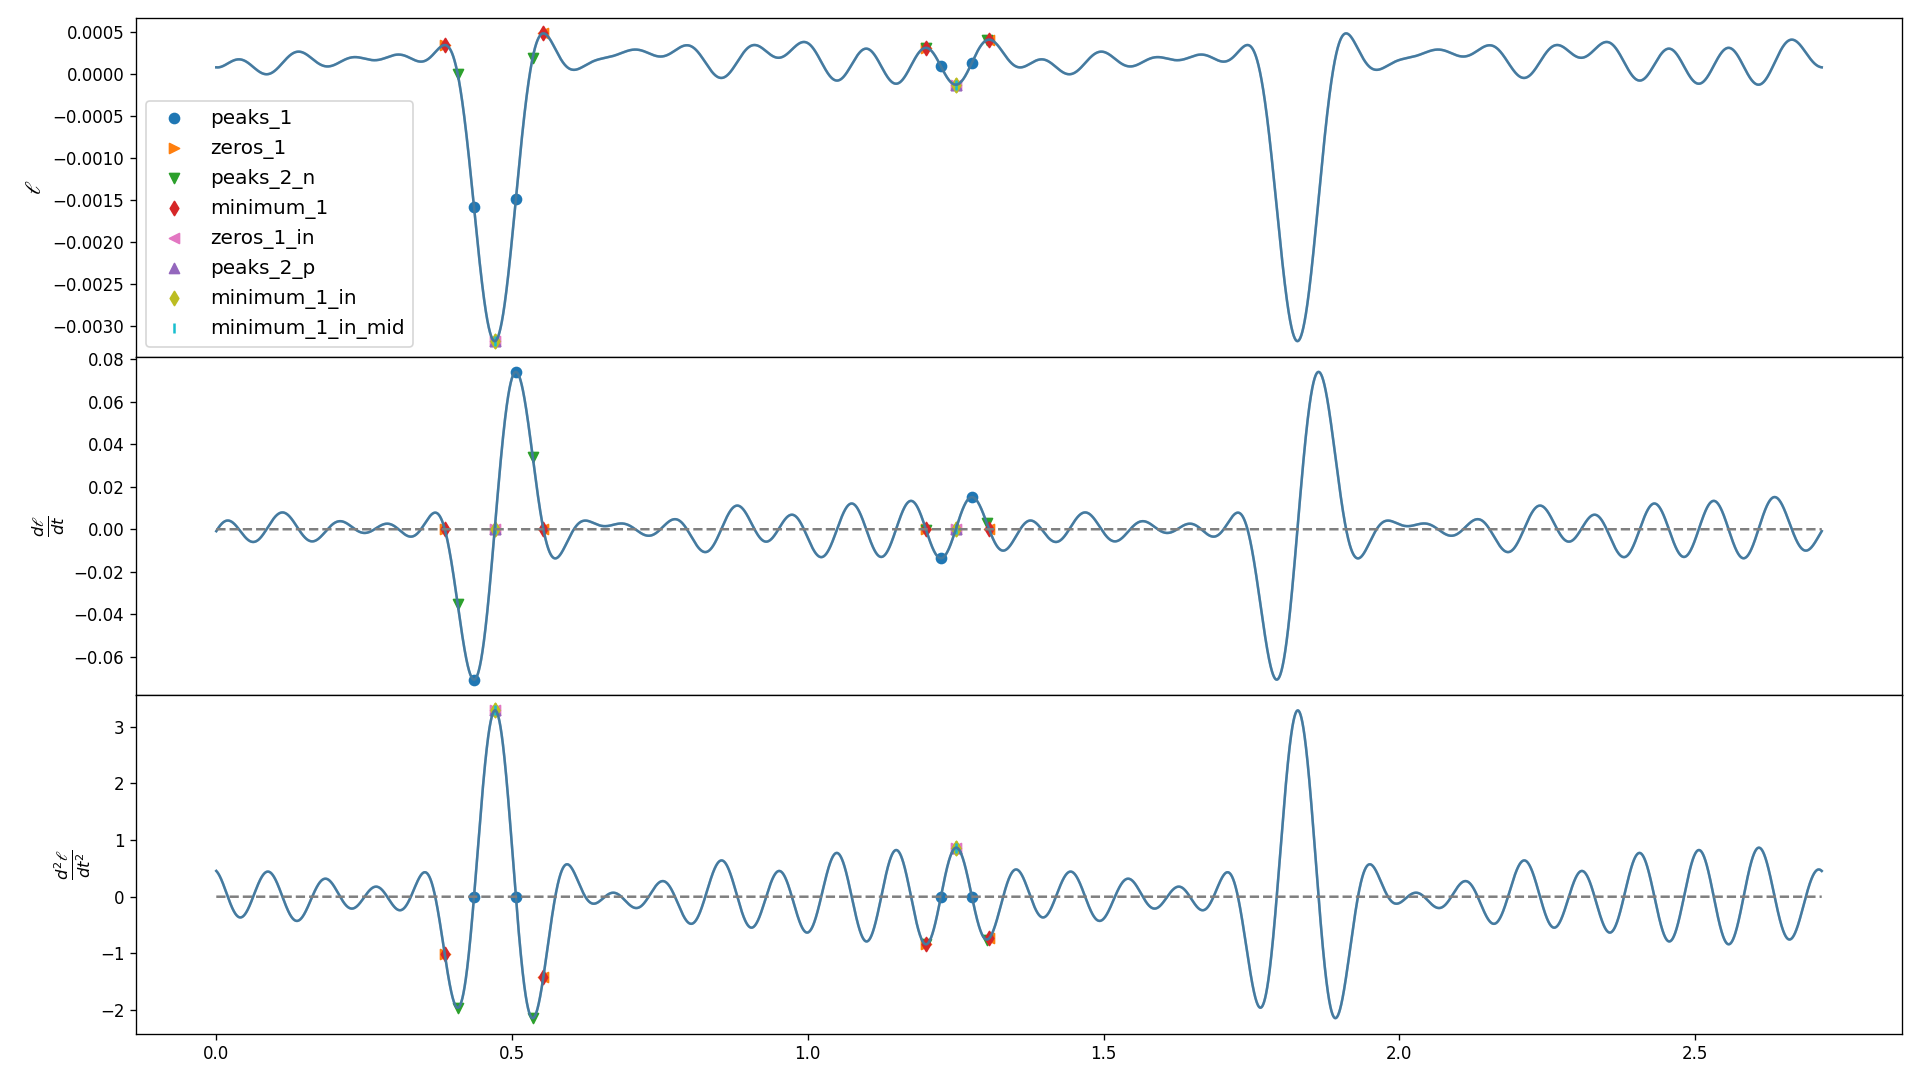 0.0005
0.0000
−0.0005
−0.0010
−0.0015
−0.0020
−0.0025
−0.0030
ℓ
peaks_1
zeros_1
peaks_2_n
minimum_1
zeros_1_in
peaks_2_p
minimum_1_in
minimum_1_in_mid
0.08
0.06
0.04
0.02
0.00
−0.02
−0.04
−0.06
dℓ
dt
3
2
1
0
−1
−2
d²ℓ
dt²
0.0 0.5 1.0 1.5 2.0 2.5